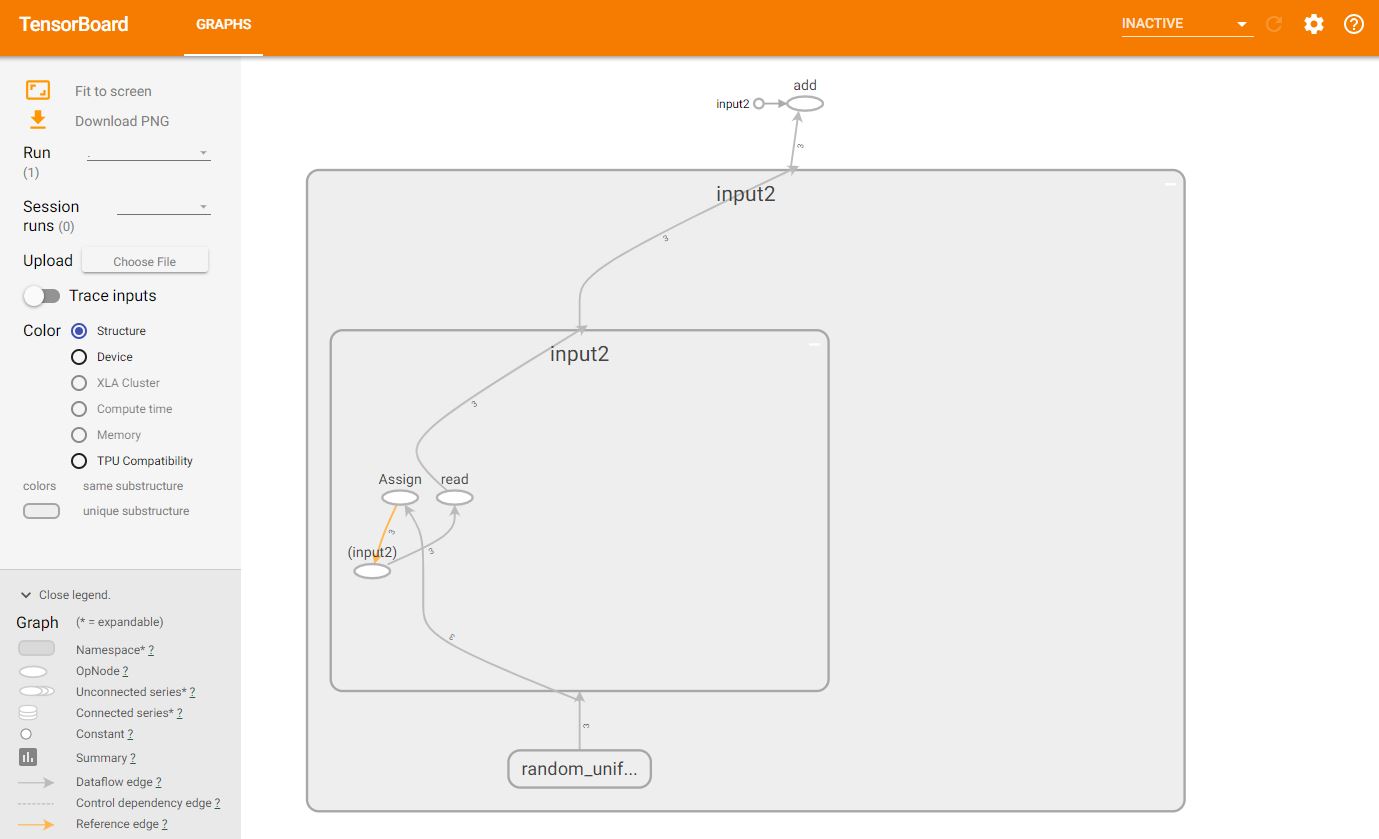 TensorBoard
GRAPHS
INACTIVE
Fit to screen
Download PNG
Run
(1)
.
Session
runs (0)
Upload
Choose File
Trace inputs
Color
Structure
Device
XLA Cluster
Compute time
Memory
TPU Compatibility
colors
same substructure
unique substructure
Close legend.
Graph
(* = expandable)
Namespace* ?
OpNode ?
Unconnected series* ?
Connected series* ?
Constant ?
Summary ?
Dataflow edge ?
Control dependency edge ?
Reference edge ?
add
input2
3
input2
3
input2
3
Assign
read
3
(input2)
3
3
3
random_unif...